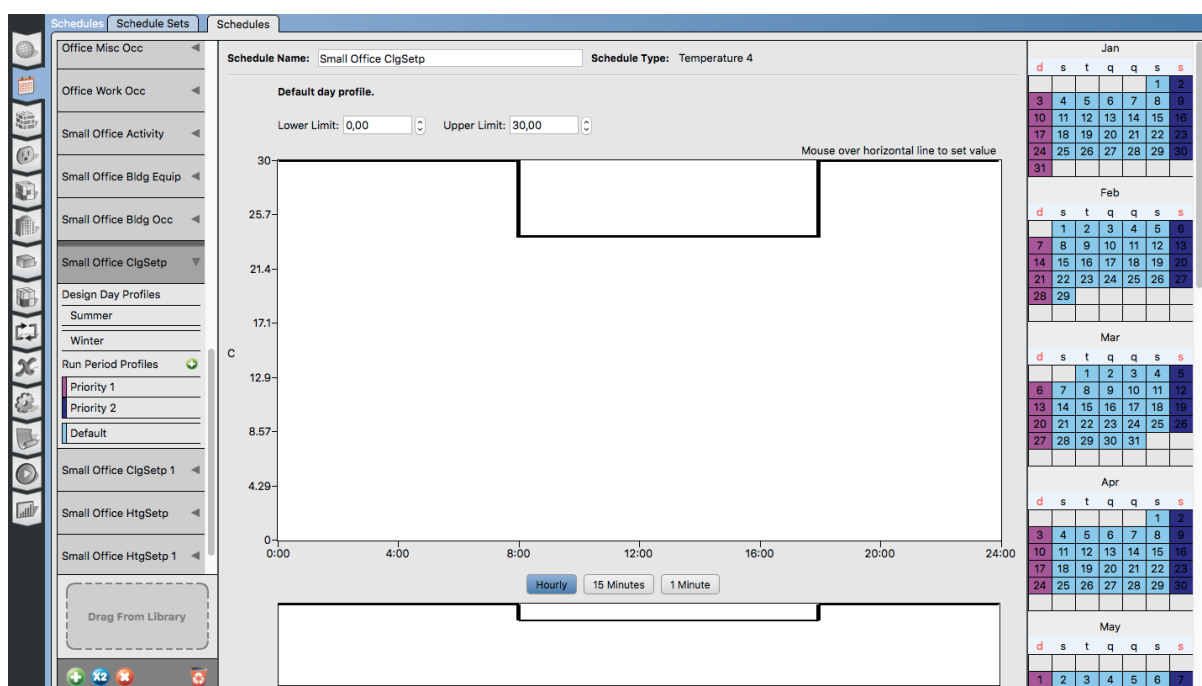 Schedules Schedule Sets Schedules
Office Misc Occ
Office Work Occ
Small Office Activity
Small Office Bldg Equip
Small Office Bldg Occ
Small Office ClgSetp
Design Day Profiles
Summer
Winter
Run Period Profiles
Priority 1
Priority 2
Default
Small Office ClgSetp 1
Small Office HtgSetp
Small Office HtgSetp 1
Drag From Library
X2
Schedule Name: Small Office ClgSetp Schedule Type: Temperature 4
Default day profile.
Lower Limit: 0,00 Upper Limit: 30,00
Mouse over horizontal line to set value
30
25.7
21.4
17.1
C
12.9
8.57
4.29
0
0:00 4:00 8:00 12:00 16:00 20:00 24:00
Hourly 15 Minutes 1 Minute
Jan
d s t q q s s
1 2
3 4 5 6 7 8 9
10 11 12 13 14 15 16
17 18 19 20 21 22 23
24 25 26 27 28 29 30
31
Feb
d s t q q s s
1 2 3 4 5 6
7 8 9 10 11 12 13
14 15 16 17 18 19 20
21 22 23 24 25 26 27
28 29
Mar
d s t q q s s
1 2 3 4 5
6 7 8 9 10 11 12
13 14 15 16 17 18 19
20 21 22 23 24 25 26
27 28 29 30 31
Apr
d s t q q s s
1 2
3 4 5 6 7 8 9
10 11 12 13 14 15 16
17 18 19 20 21 22 23
24 25 26 27 28 29 30
May
d s t q q s s
1 2 3 4 5 6 7